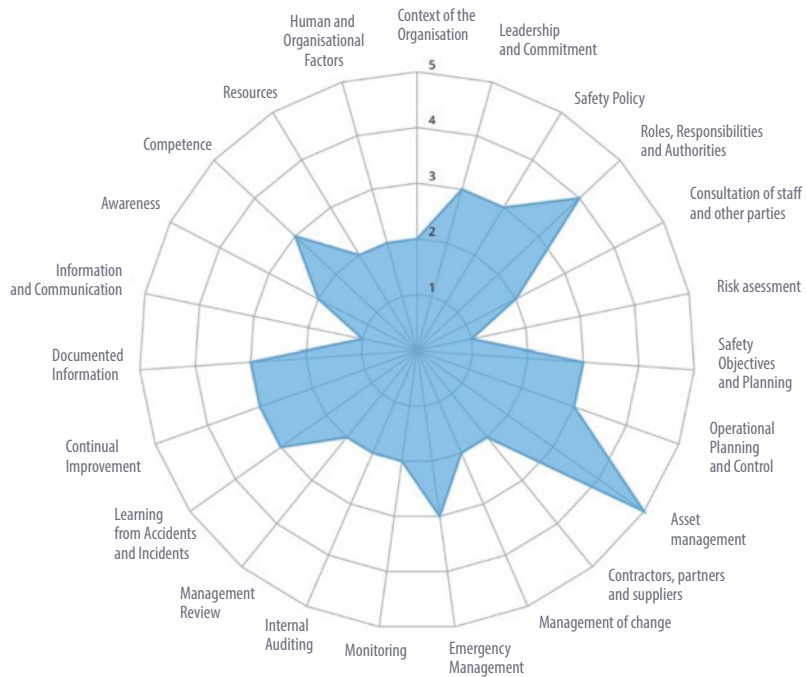 Context of the
Organisation
Leadership
and Commitment
Safety Policy
Roles, Responsibilities
and Authorities
Consultation of staff
and other parties
Risk asessment
Safety
Objectives
and Planning
Operational
Planning
and Control
Asset
management
Contractors, partners
and suppliers
Management of change
Emergency
Management
Monitoring
Internal
Auditing
Management
Review
Learning
from Accidents
and Incidents
Continual
Improvement
Documented
Information
Information
and Communication
Awareness
Competence
Resources
Human and
Organisational
Factors
5
4
3
2
1